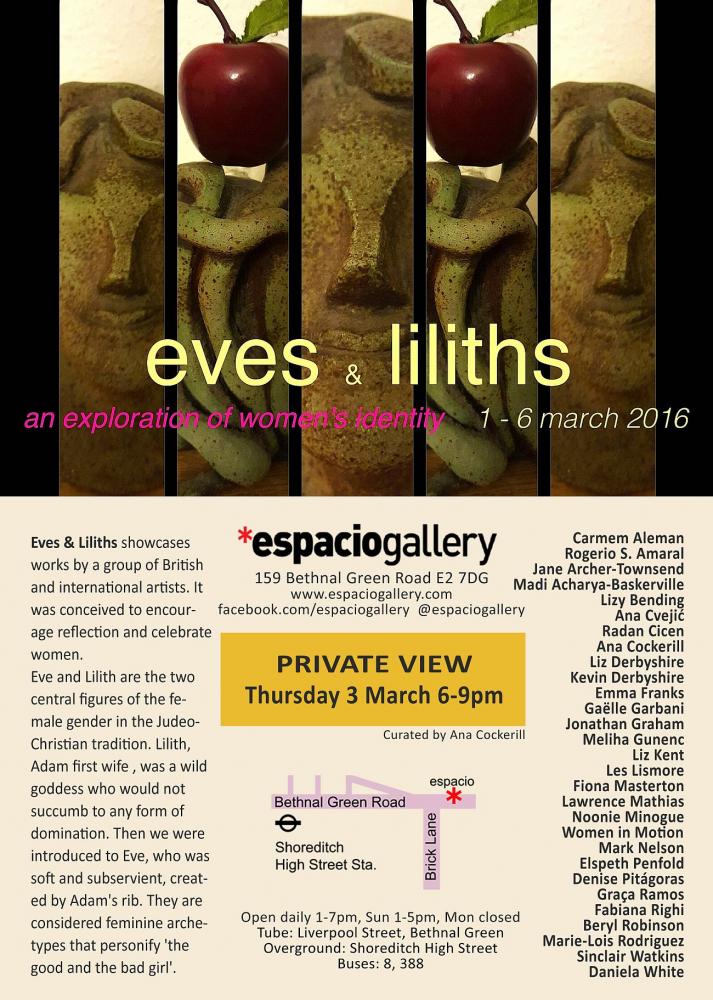 eves & liliths
an exploration of women's identity 1 - 6 march 2016
Eves & Liliths showcases
works by a group of British
and international artists. It
was conceived to encour-
age reflection and celebrate
women.
Eve and Lilith are the two
central figures of the fe-
male gender in the Judeo-
Christian tradition. Lilith,
Adam first wife , was a wild
goddess who would not
succumb to any form of
domination. Then we were
introduced to Eve, who was
soft and subservient, creat-
ed by Adam's rib. They are
considered feminine arche-
types that personify 'the
good and the bad girl'.
*espaciogallery
159 Bethnal Green Road E2 7DG
www.espaciogallery.com
facebook.com/espaciogallery @espaciogallery
PRIVATE VIEW
Thursday 3 March 6-9pm
Curated by Ana Cockerill
espacio
*
Bethnal Green Road
Shoreditch
High Street Sta.
Brick Lane
Open daily 1-7pm, Sun 1-5pm, Mon closed
Tube: Liverpool Street, Bethnal Green
Overground: Shoreditch High Street
Buses: 8, 388
Carmem Aleman
Rogerio S. Amaral
Jane Archer-Townsend
Madi Acharya-Baskerville
Lizy Bending
Ana Cvejić
Radan Cicen
Ana Cockerill
Liz Derbyshire
Kevin Derbyshire
Emma Franks
Gaëlle Garbani
Jonathan Graham
Meliha Gunenc
Liz Kent
Les Lismore
Fiona Masterton
Lawrence Mathias
Noonie Minogue
Women in Motion
Mark Nelson
Elspeth Penfold
Denise Pitágoras
Graça Ramos
Fabiana Righi
Beryl Robinson
Marie-Lois Rodriguez
Sinclair Watkins
Daniela White